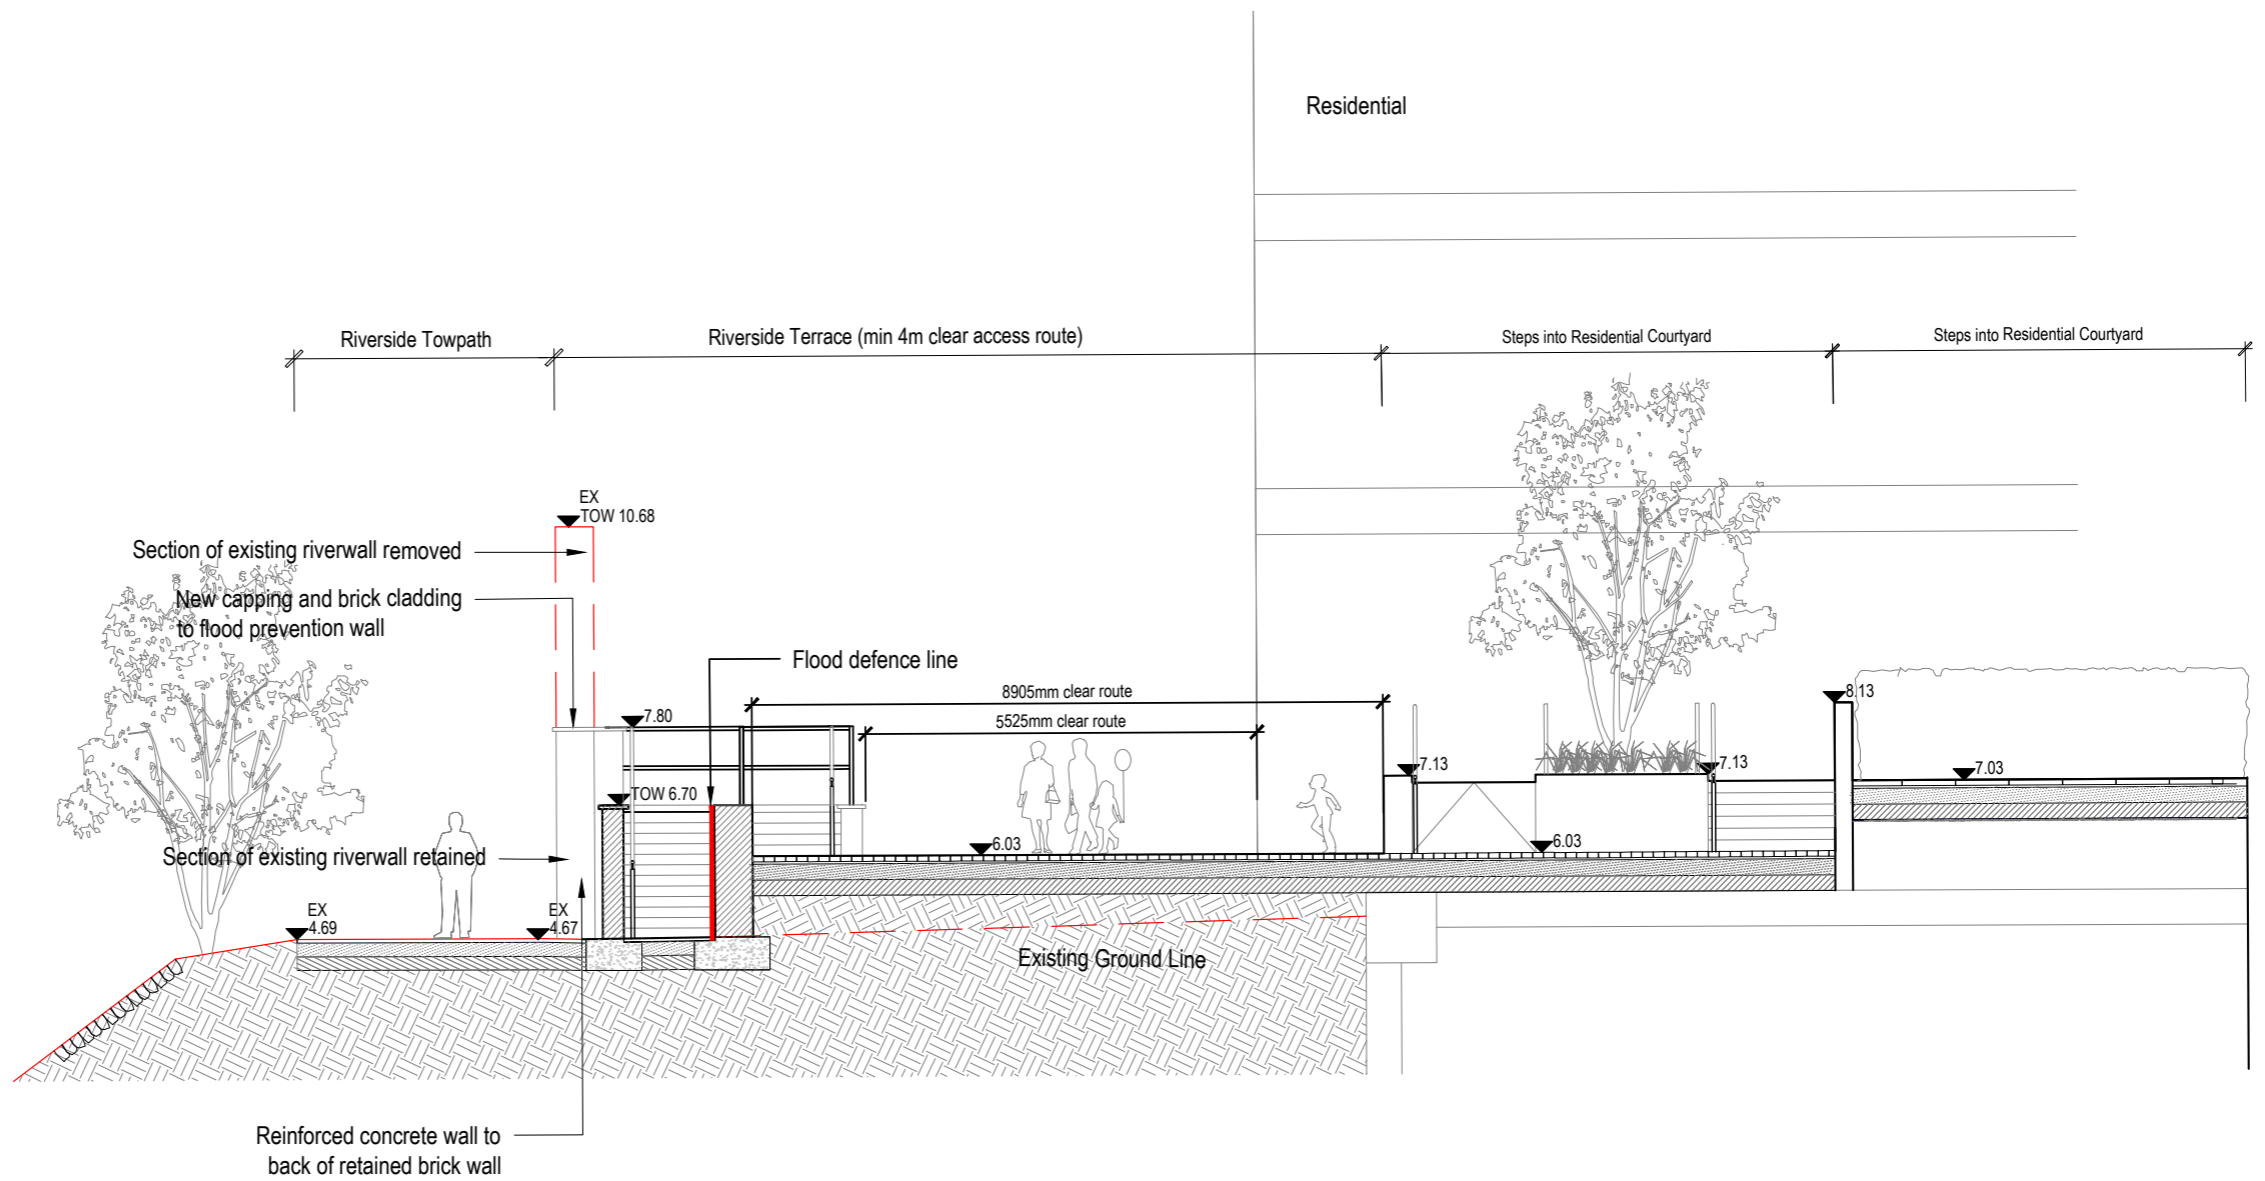 Residential
Riverside Towpath
Riverside Terrace (min 4m clear access route)
Steps into Residential Courtyard
Steps into Residential Courtyard
EX
TOW 10.68
Section of existing riverwall removed
New capping and brick cladding
to flood prevention wall
Flood defence line
8905mm clear route
8.13
7.80
5525mm clear route
7.13
7.13
7.03
TOW 6.70
6.03
6.03
Section of existing riverwall retained
EX
4.69
EX
4.67
Existing Ground Line
Reinforced concrete wall to
back of retained brick wall